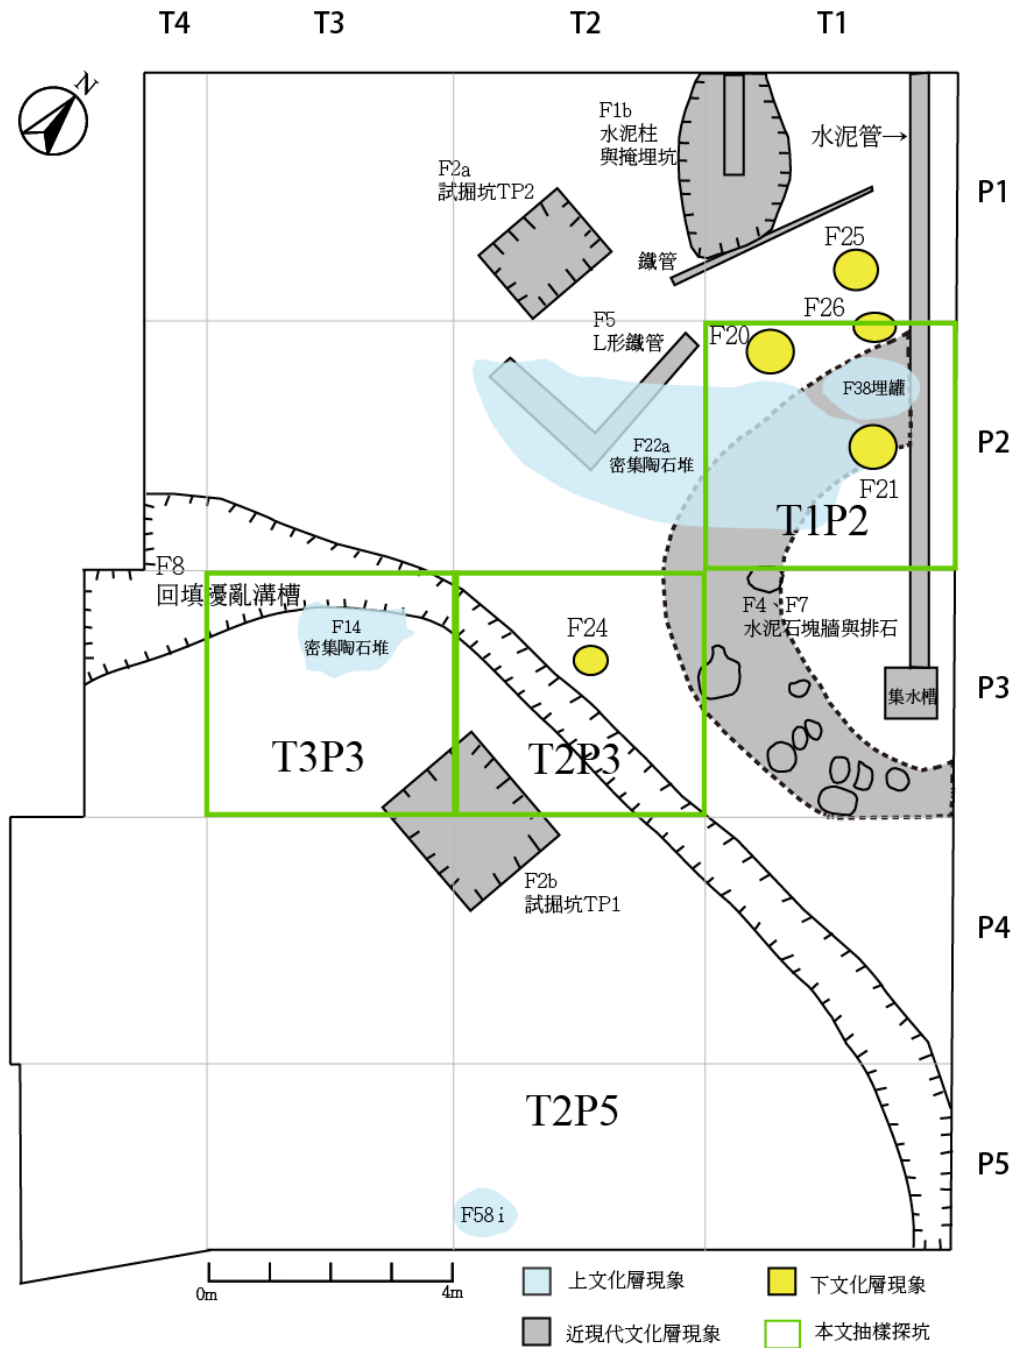 T4
T3
T2
T1
N
F1b
水泥柱
與掩埋坑
水泥管→
F2a
試掘坑TP2
P1
F25
鐵管
F26
F5
L形鐵管
F20
F38埋罐
F22a
密集陶石堆
P2
F21
T1P2
F8
回填擾亂溝槽
F14
密集陶石堆
F24
F4、F7
水泥石塊牆與排石
P3
集水槽
T3P3
T2P3
F2b
試掘坑TP1
P4
T2P5
P5
F58i
0m
4m
上文化層現象
下文化層現象
近現代文化層現象
本文抽樣探坑